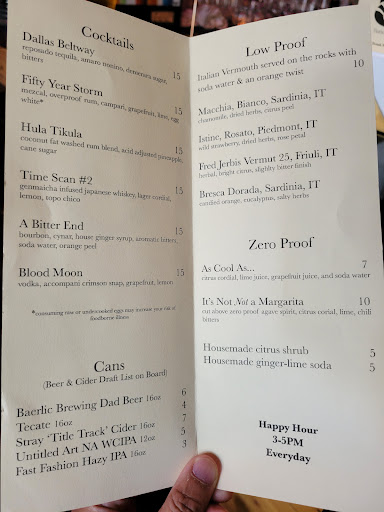 Cocktails
Dallas Beltway
reposado tequila, amaro nonino, demerara sugar, 15
bitters
Fifty Year Storm
mezcal, overproof rum, campari, grapefruit, lime, egg 15
white*
Hula Tikula
coconut fat washed rum blend, acid adjusted pineapple, 15
cane sugar
Time Scan #2
genmaicha infused japanese whiskey, lager cordial, 15
lemon, topo chico
A Bitter End
bourbon, cynar, house ginger syrup, aromatic bitters, 15
soda water, orange peel
Blood Moon
vodka, accompani crimson snap, grapefruit, lemon 15
*consuming raw or undercooked eggs may increase your risk of
foodborne illness
Cans
(Beer & Cider Draft List on Board)
Baerlic Brewing Dad Beer 16oz 6
Tecate 16oz 4
Stray 'Title Track' Cider 16oz 7
Untitled Art NA WCIPA 12oz 5
Fast Fashion Hazy IPA 16oz 3
Low Proof
Italian Vermouth served on the rocks with 10
soda water & an orange twist
Macchia, Bianco, Sardinia, IT
chamomile, dried herbs, citrus peel
Istine, Rosato, Piedmont, IT
wild strawberry, dried herbs, rose petal
Fred Jerbis Vermut 25, Friuli, IT
herbal, bright citrus, slightly bitter finish
Bresca Dorada, Sardinia, IT
candied orange, eucalyptus, salty herbs
Zero Proof
As Cool As... 7
citrus cordial, lime, grapefruit juice, and soda water
It's Not Not a Margarita 10
cut above zero proof agave spirit, citrus corial, lime, chili
bitters
Housemade citrus shrub 5
Housemade ginger-lime soda 5
Happy Hour
3-5PM
Everyday